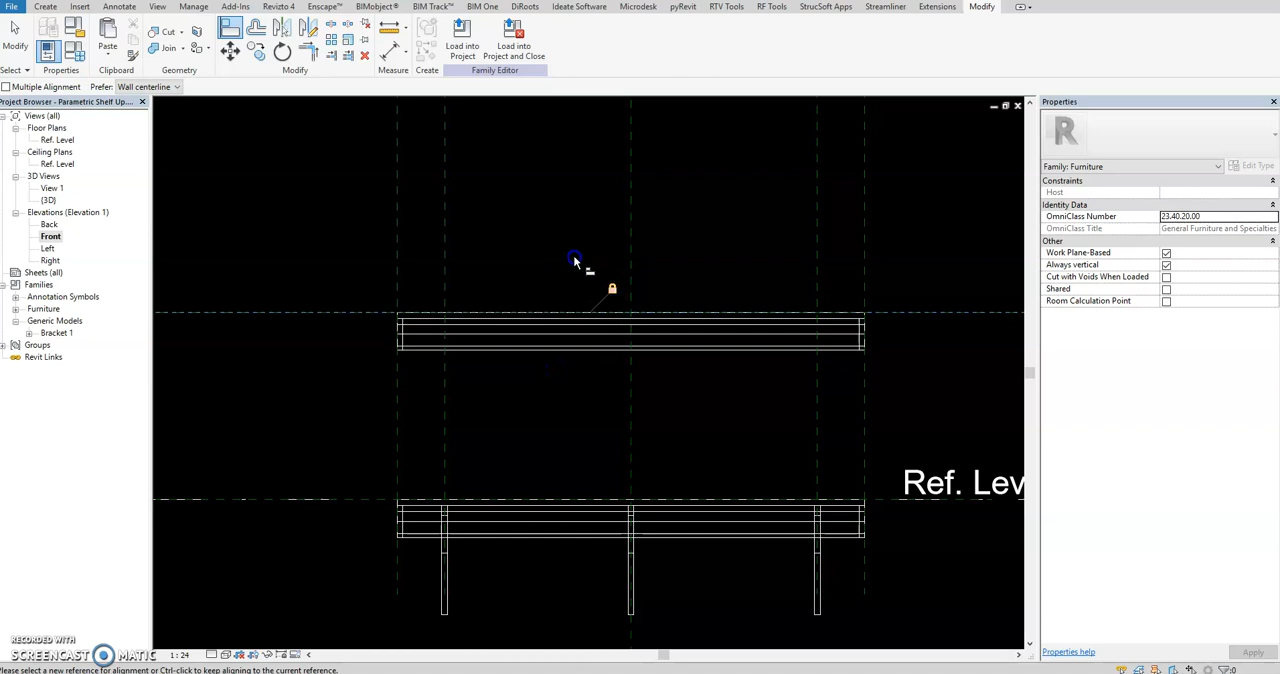 File Create Insert Annotate View Manage Add-Ins Revizto 4 Enscape™ BIMobject® BIM Track™ BIM One DiRoots Ideate Software Microdesk pyRevit RTV Tools RF Tools StrucSoft Apps Streamliner Extensions Modify
Modify Paste Cut Join Load into Project Load into Project and Close
Select Properties Clipboard Geometry Modify Measure Create Family Editor
Multiple Alignment Prefer: Wall centerline
Project Browser - Parametric Shelf Up....
Views (all)
Floor Plans
Ref. Level
Ceiling Plans
Ref. Level
3D Views
View 1
{3D}
Elevations (Elevation 1)
Back
Front
Left
Right
Sheets (all)
Families
Annotation Symbols
Furniture
Generic Models
Bracket 1
Groups
Revit Links
Ref. Lev
Properties
R
Family: Furniture Edit Type
Constraints
Host
Identity Data
OmniClass Number 23.40.20.00
OmniClass Title General Furniture and Specialties
Other
Work Plane-Based
Always vertical
Cut with Voids When Loaded
Shared
Room Calculation Point
Properties help Apply
RECORDED WITH
SCREENCAST MATIC
1 : 24
Please select a new reference for alignment or Ctrl-click to keep aligning to the current reference.
:0